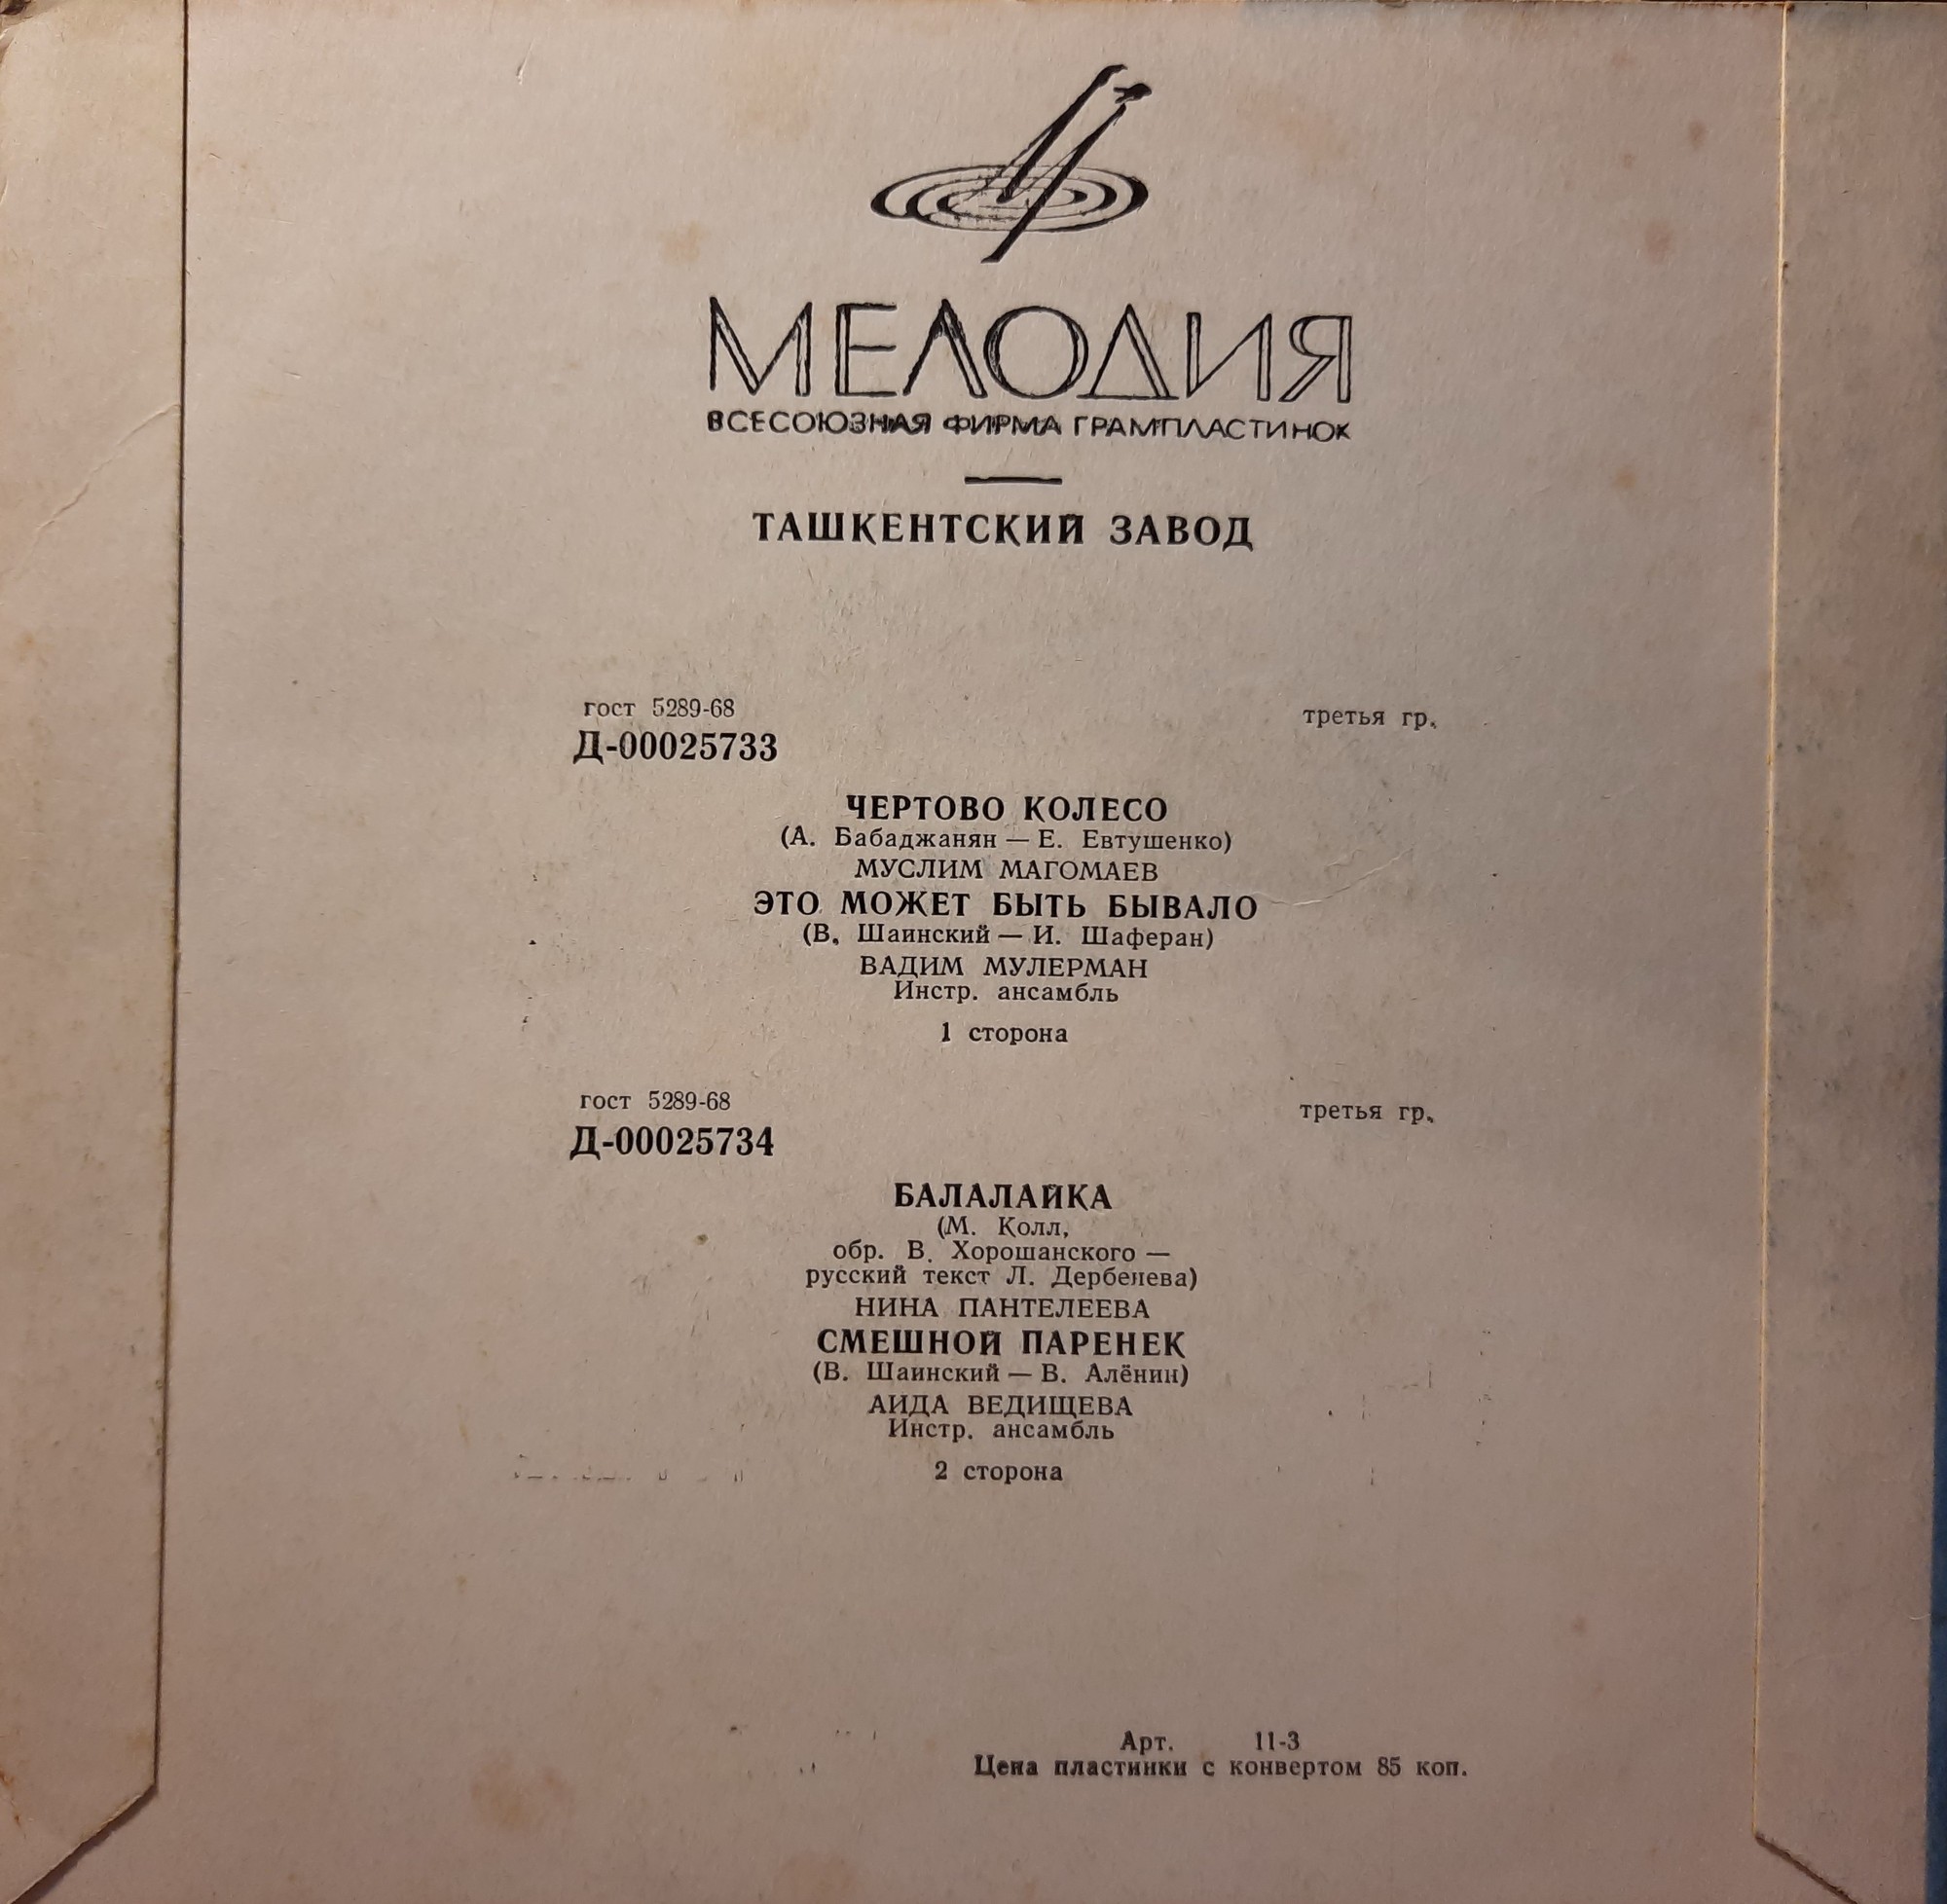 МЕЛОДИЯ
ВСЕСОЮЗНАЯ ФИРМА ГРАМПЛАСТИНОК
ТАШКЕНТСКИЙ ЗАВОД
гост 5289-68
третья гр.
Д-00025733
ЧЕРТОВО КОЛЕСО
(А. Бабаджанян — Е. Евтушенко)
МУСЛИМ МАГОМАЕВ
ЭТО МОЖЕТ БЫТЬ БЫВАЛО
(В. Шаинский — И. Шаферан)
ВАДИМ МУЛЕРМАН
Инстр. ансамбль
1 сторона
гост 5289-68
третья гр.
Д-00025734
БАЛАЛАЙКА
(М. Колл,
обр. В. Хорошанского —
русский текст Л. Дербенева)
НИНА ПАНТЕЛЕЕВА
СМЕШНОЙ ПАРЕНЕК
(В. Шаинский — В. Алёнин)
АИДА ВЕДИЩЕВА
Инстр. ансамбль
2 сторона
Арт. 11-3
Цена пластинки с конвертом 85 коп.